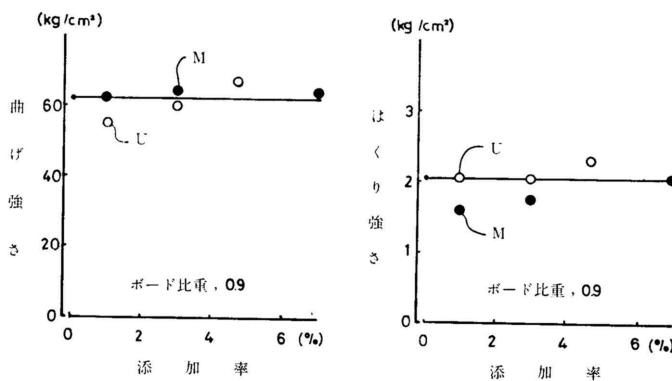 (kg/cm²)
60
40
20
0
曲げ強さ
M
U
ボード比重, 0.9
0 2 4 6 (%)
添加率
(kg/cm²)
3
2
1
0
はくり強さ
U
M
ボード比重, 0.9
0 2 4 6 (%)
添加率